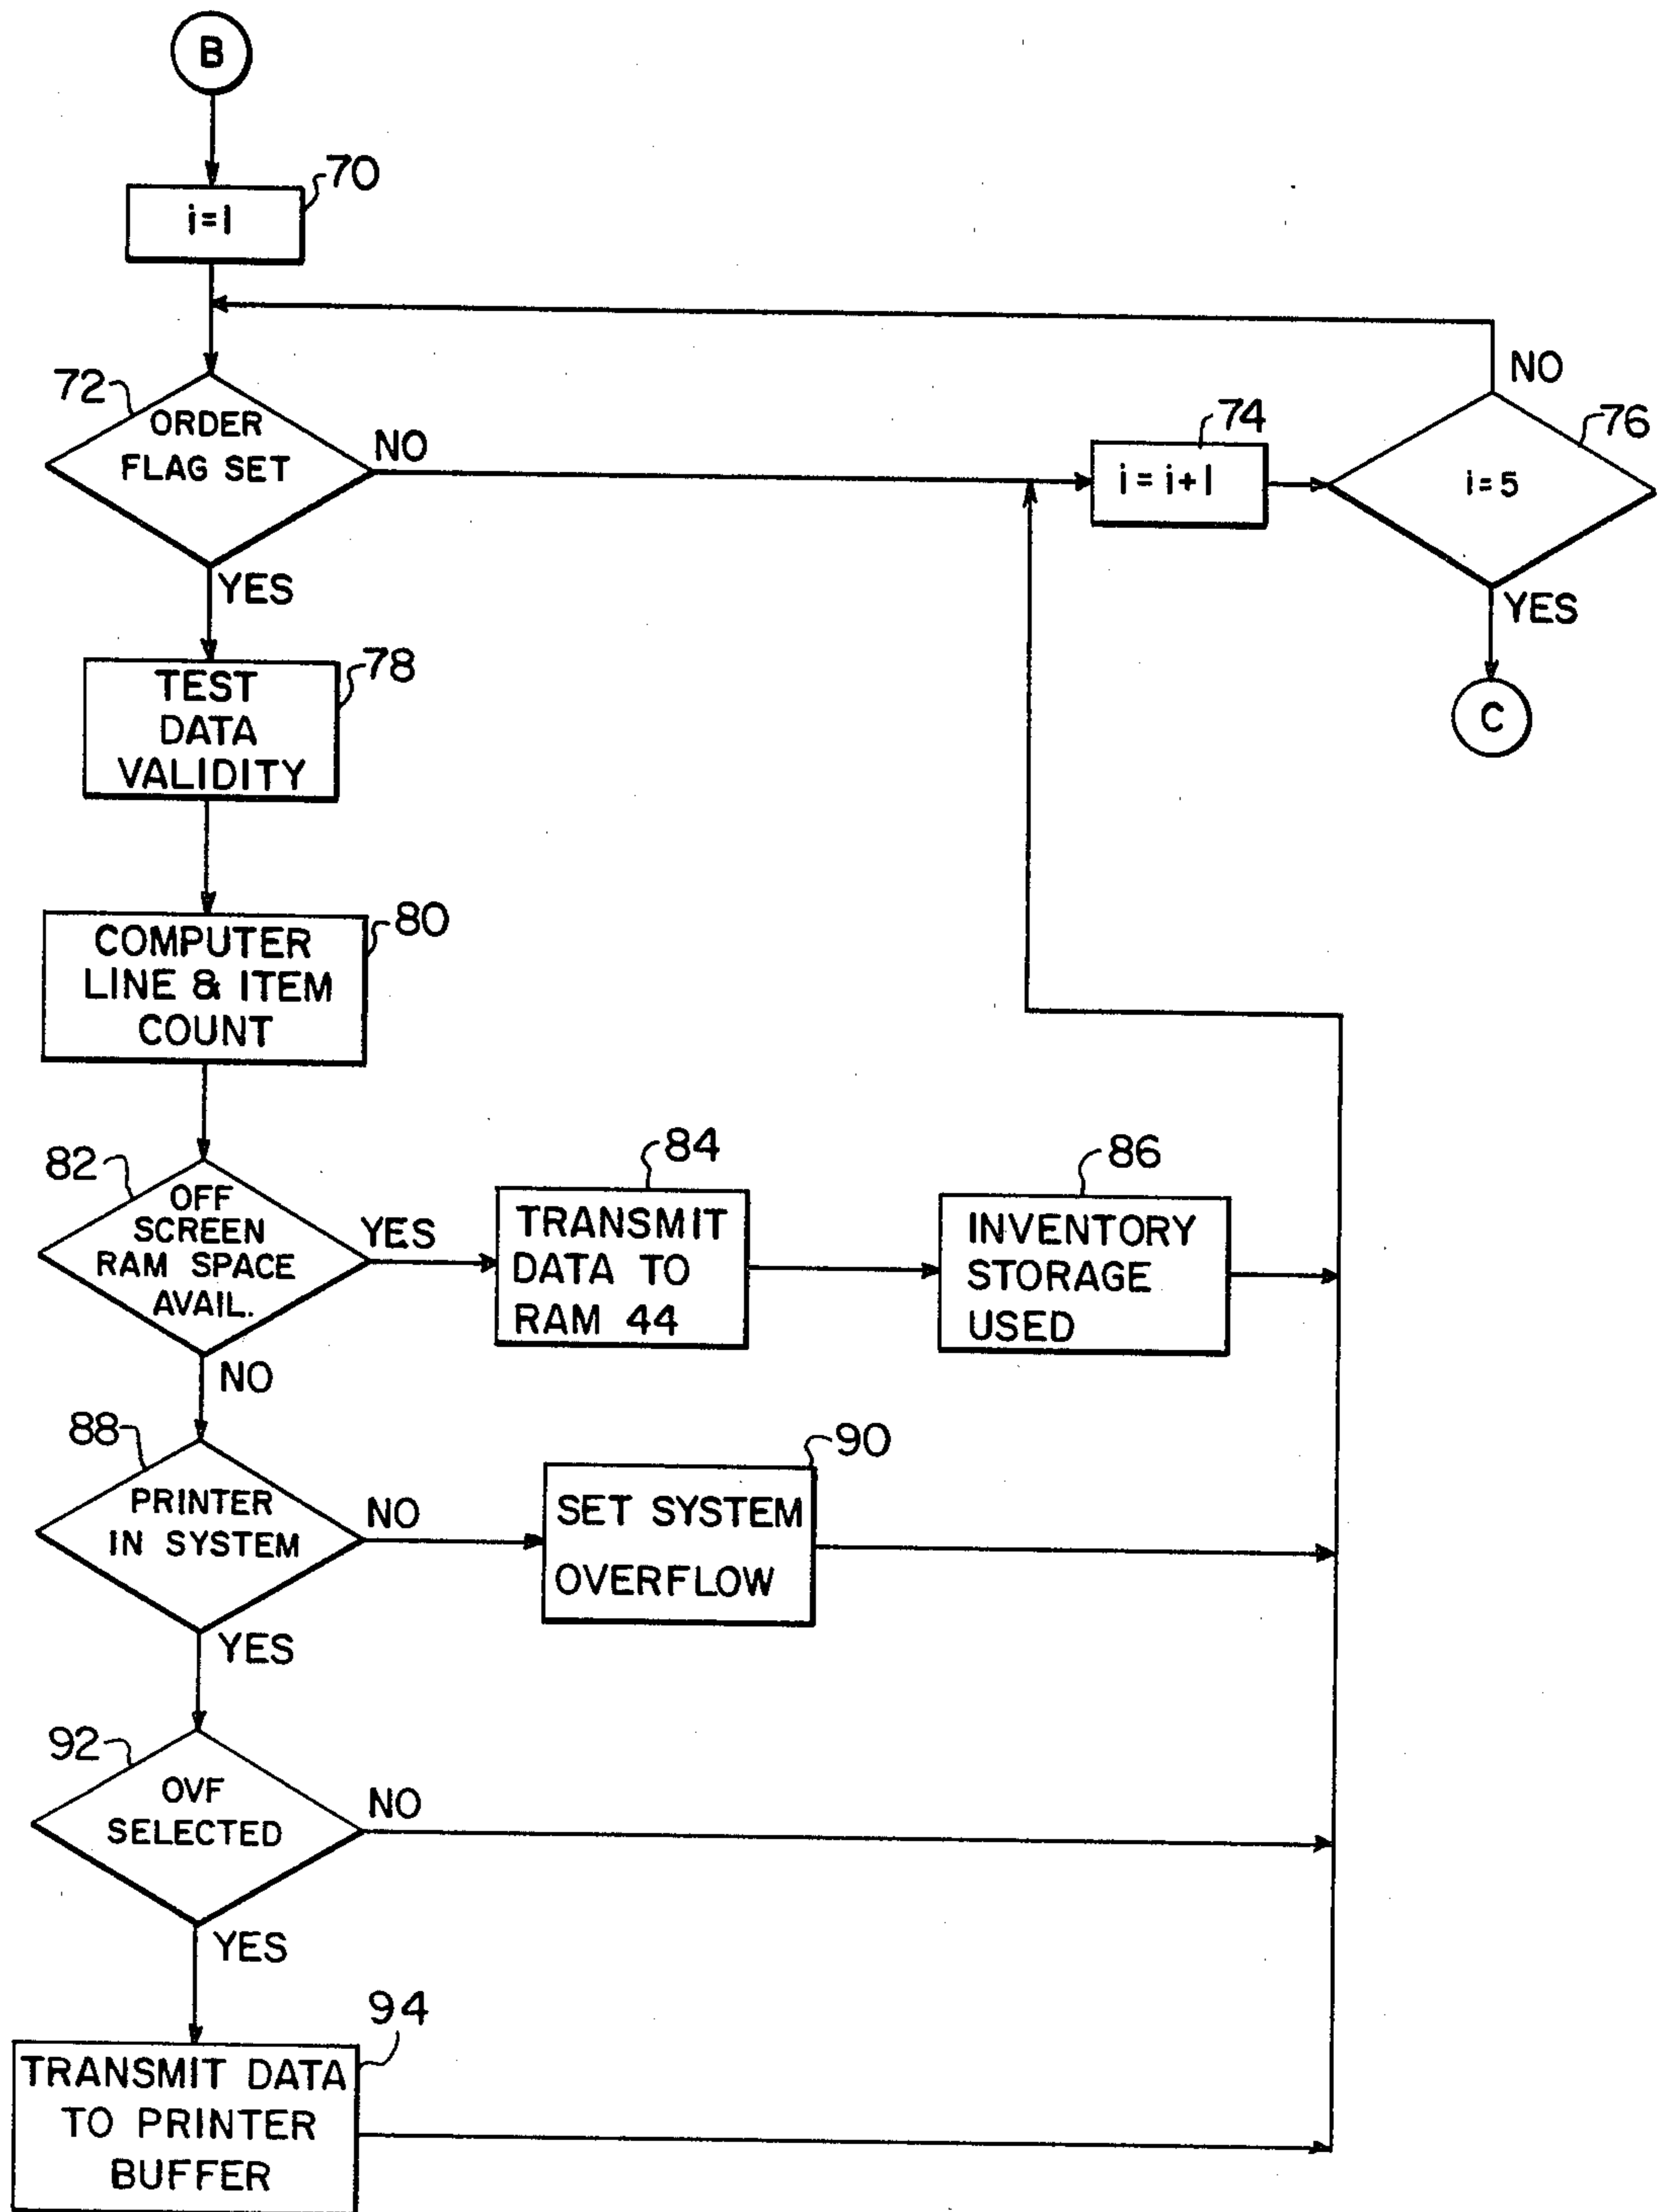 B
70
i=1
NO
72
ORDER
FLAG SET
NO
74
i=i+1
76
i=5
YES
YES
C
78
TEST
DATA
VALIDITY
80
COMPUTER
LINE & ITEM
COUNT
82
OFF
SCREEN
RAM SPACE
AVAIL.
YES
84
TRANSMIT
DATA TO
RAM 44
86
INVENTORY
STORAGE
USED
NO
88
PRINTER
IN SYSTEM
NO
90
SET SYSTEM
OVERFLOW
YES
92
OVF
SELECTED
NO
YES
94
TRANSMIT DATA
TO PRINTER
BUFFER